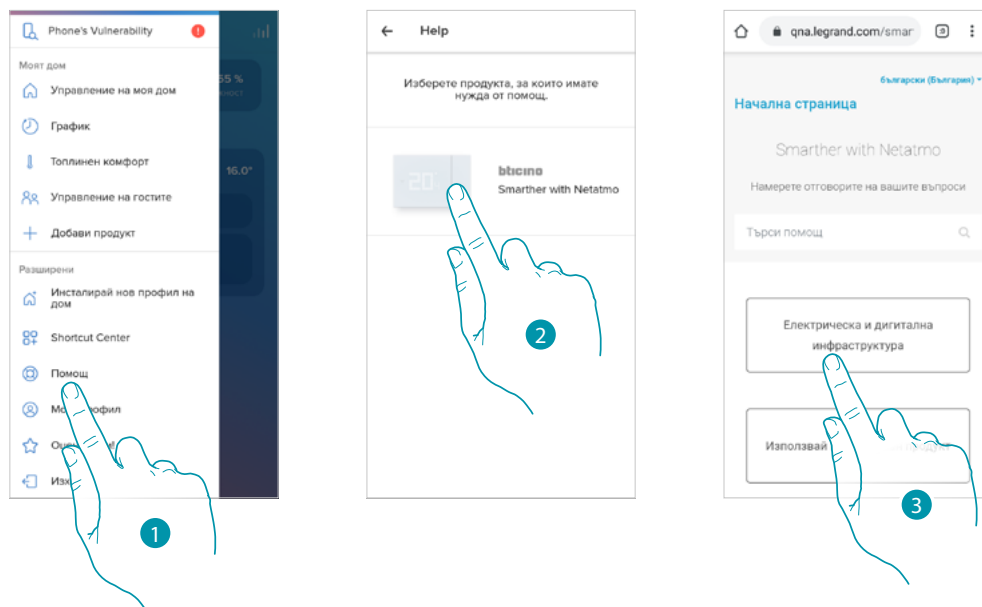 Phone's Vulnerability
Моят дом
Управление на моя дом
График
Топлинен комфорт
Управление на гостите
Добави продукт
Разширени
Инсталирай нов профил на
дом
Shortcut Center
Помощ
55 %
16.0°
1
Help
Изберете продукта, за които имате
нужда от помощ.
20
bticino
Smarther with Netatmo
2
qna.legrand.com/smar
български (България)
Начална страница
Smarther with Netatmo
Намерете отговорите на вашите въпроси
Търси помощ
Електрическа и дигитална
инфраструктура
Използвай
3